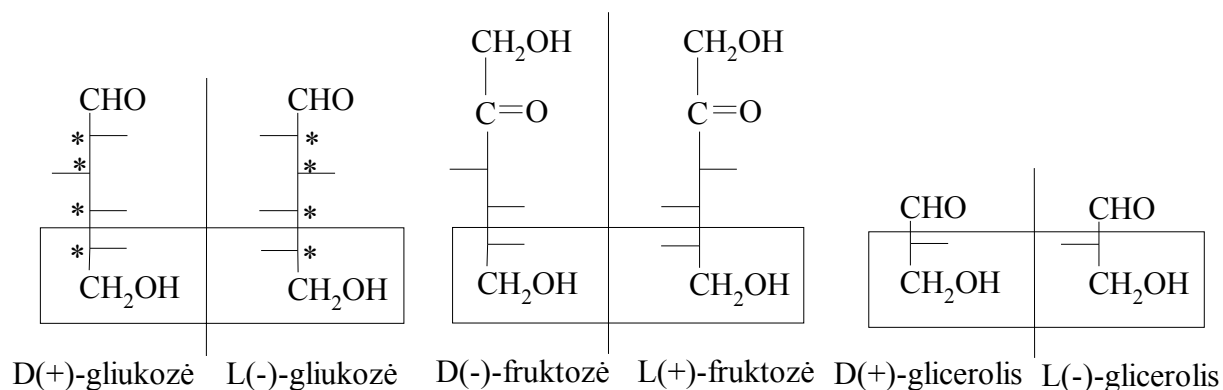 CH₂OH CH₂OH
CHO CHO C=O C=O
* *
* *
* * CHO CHO
* *
CH₂OH CH₂OH CH₂OH CH₂OH CH₂OH CH₂OH
D(+)-gliukozė L(-)-gliukozė D(-)-fruktozė L(+)-fruktozė D(+)-glicerolis L(-)-glicerolis